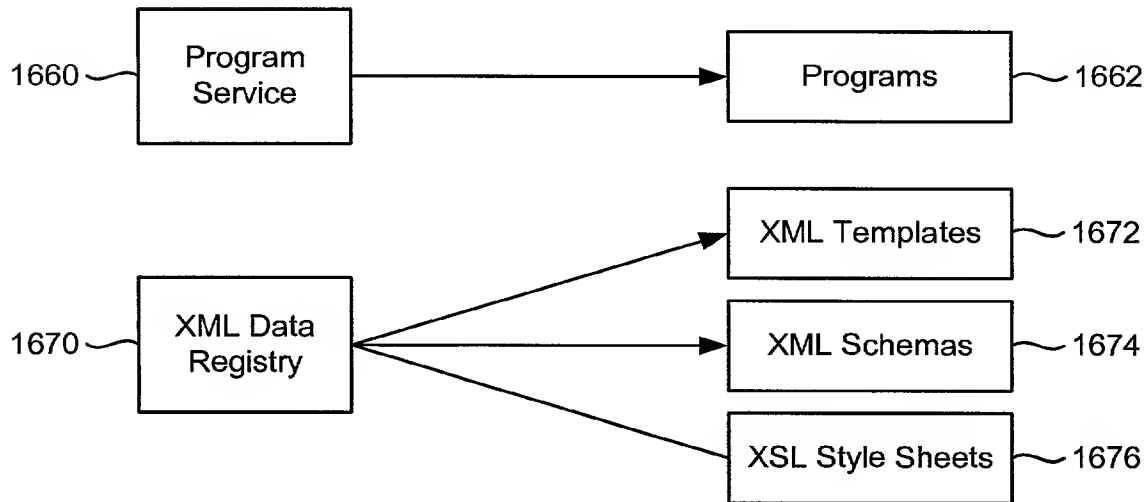 1660
Program
Service
Programs
1662
XML Templates
1672
1670
XML Data
Registry
XML Schemas
1674
XSL Style Sheets
1676